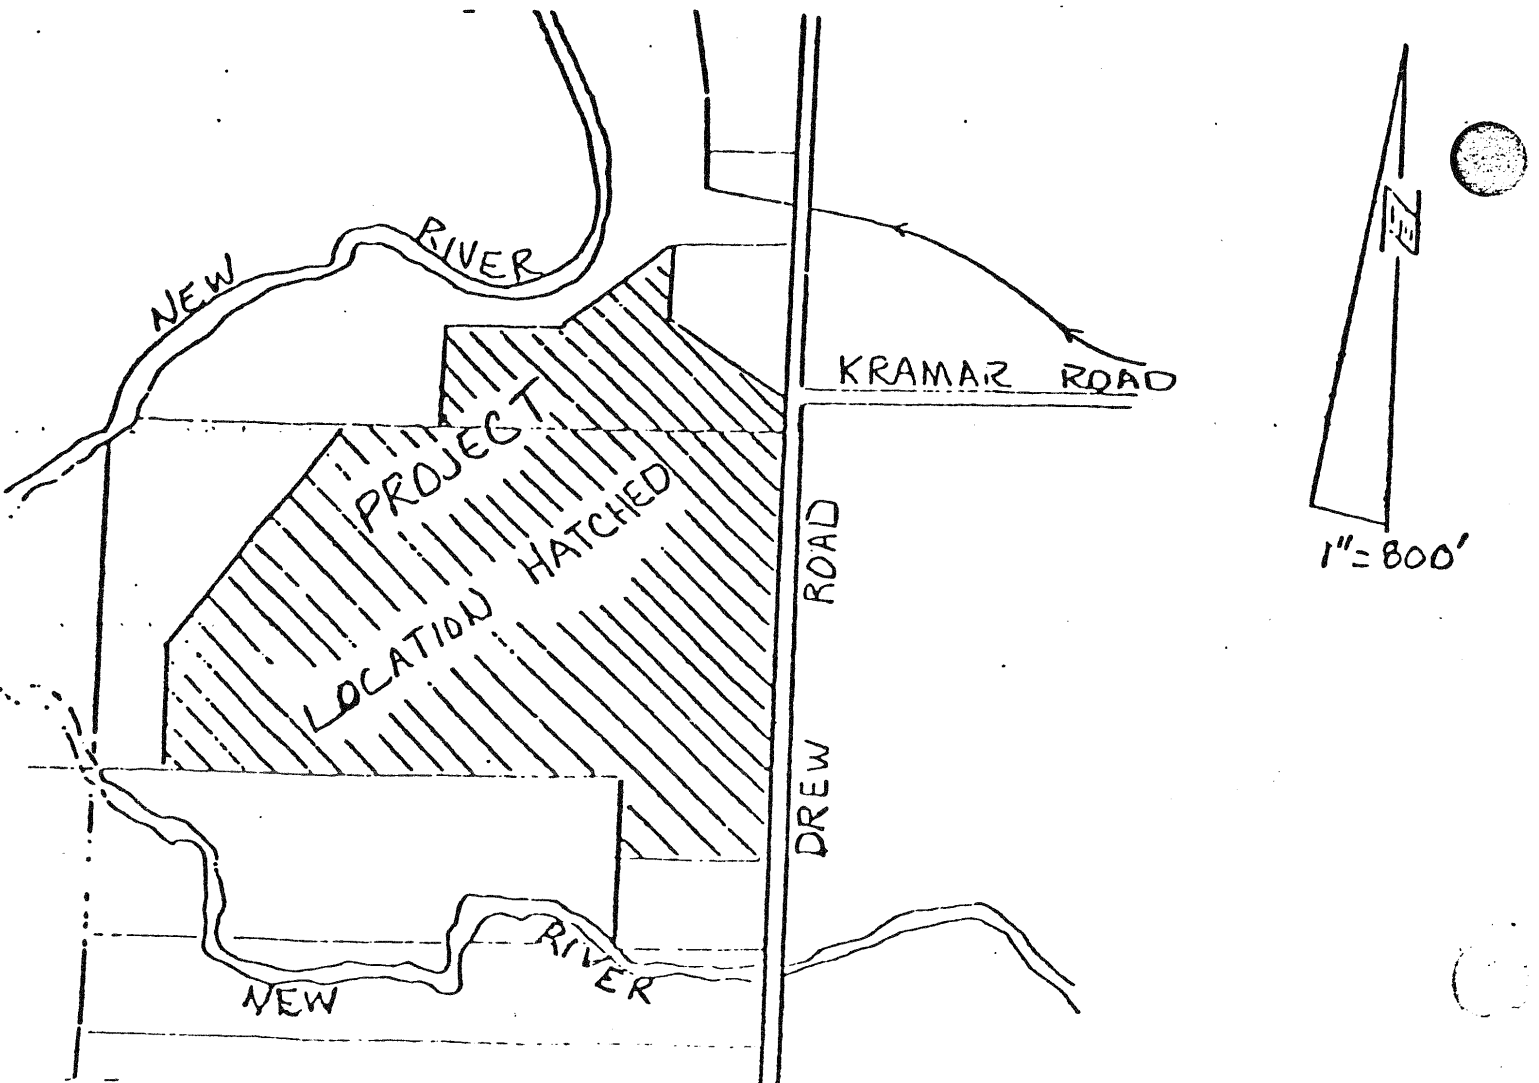 NEW RIVER
KRAMAR ROAD
N
1"=800'
PROJECT
LOCATION HATCHED
DREW ROAD
NEW RIVER